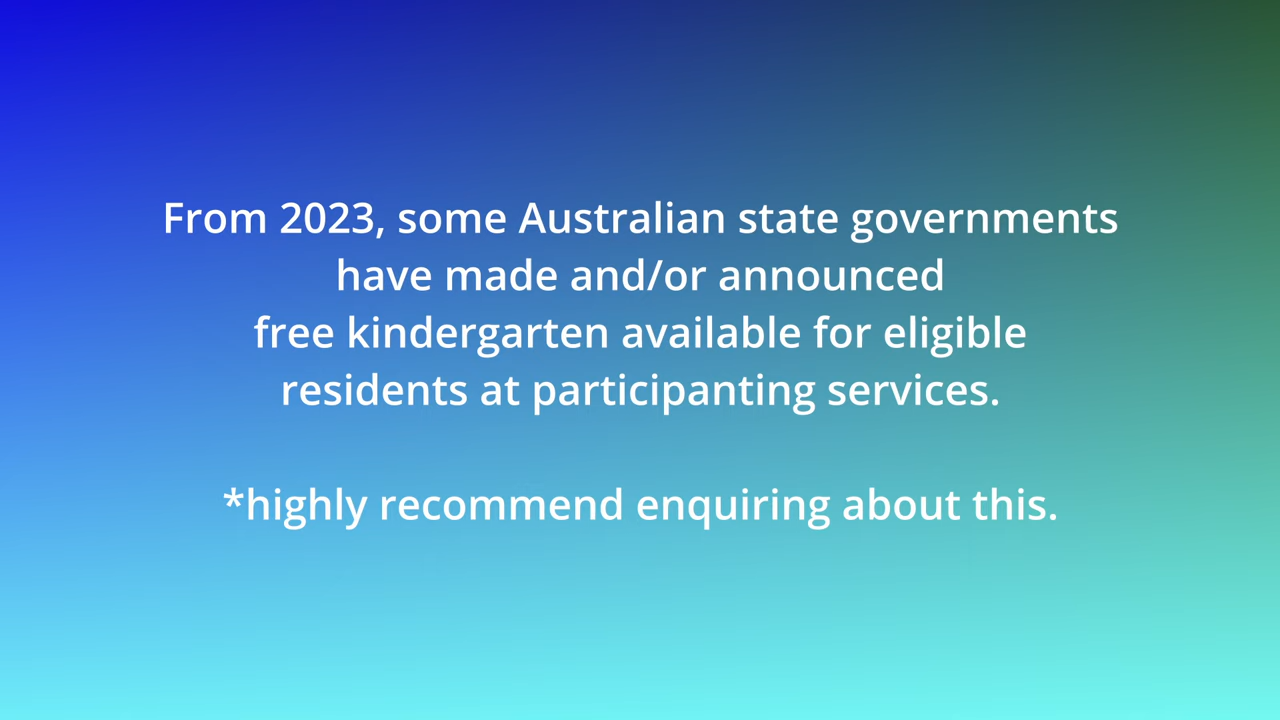 From 2023, some Australian state governments
have made and/or announced
free kindergarten available for eligible
residents at participanting services.
*highly recommend enquiring about this.